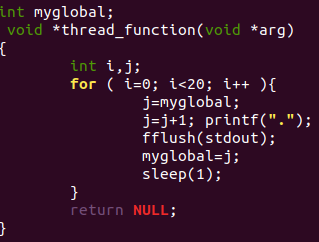 int myglobal;
 void *thread_function(void *arg)
{
        int i,j;
        for ( i=0; i<20; i++ ){
                j=myglobal;
                j=j+1; printf(".");
                fflush(stdout);
                myglobal=j;
                sleep(1);
        }
        return NULL;
}